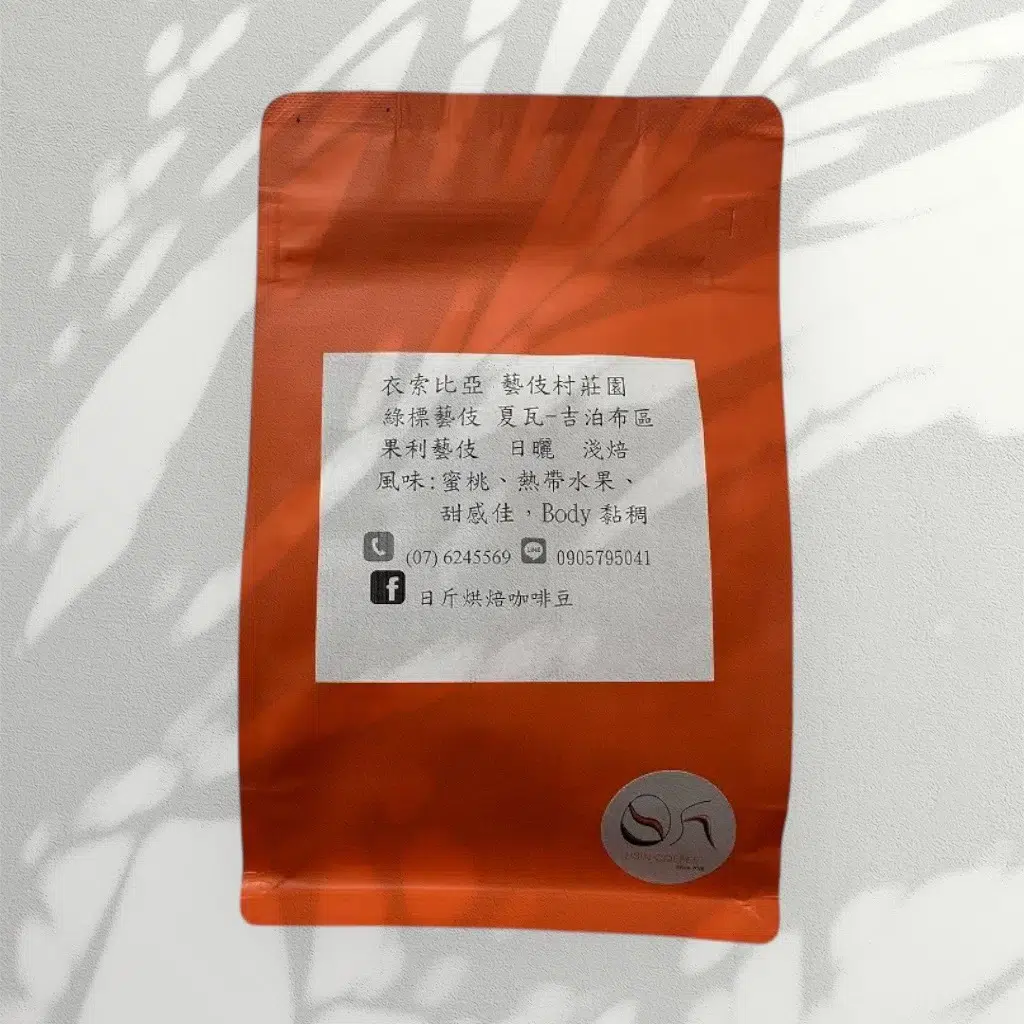 衣索比亞 藝伎村莊園
綠標藝伎 夏瓦-吉泊布區
果利藝伎 日曬 淺焙
風味:蜜桃、熱帶水果、
甜感佳,Body 黏稠
(07) 6245569 LINE 0905795041
f 日斤烘焙咖啡豆